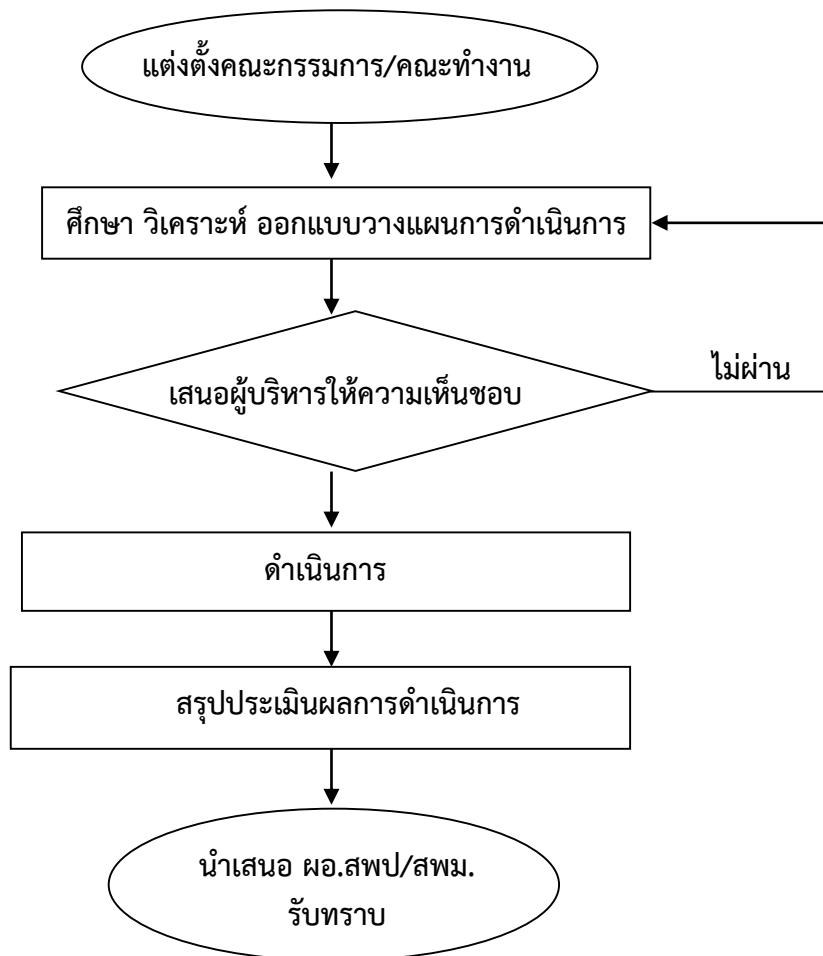 แต่งตั้งคณะกรรมการ/คณะทำงาน
ศึกษา วิเคราะห์ ออกแบบวางแผนการดำเนินการ
เสนอผู้บริหารให้ความเห็นชอบ
ไม่ผ่าน
ดำเนินการ
สรุปประเมินผลการดำเนินการ
นำเสนอ ผอ.สพป/สพม.
รับทราบ